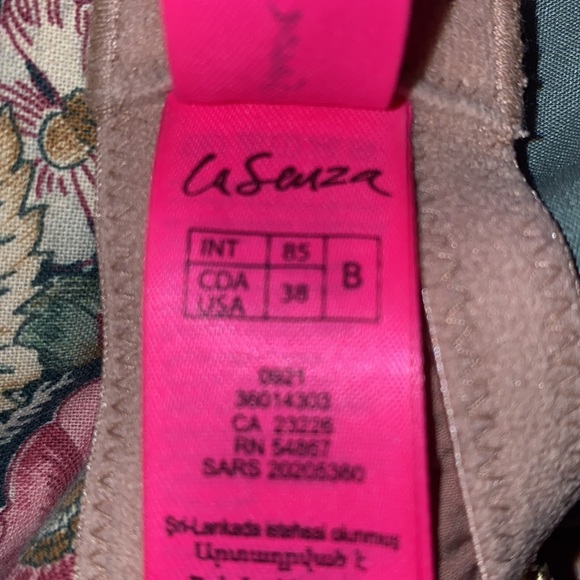 La Senza
INT 85 B
CDA USA 38
0921
36014303
CA 23226
RN 54867
SARS 20205360
Şri-Lankada istehsal olunmuş
Արտադրված է